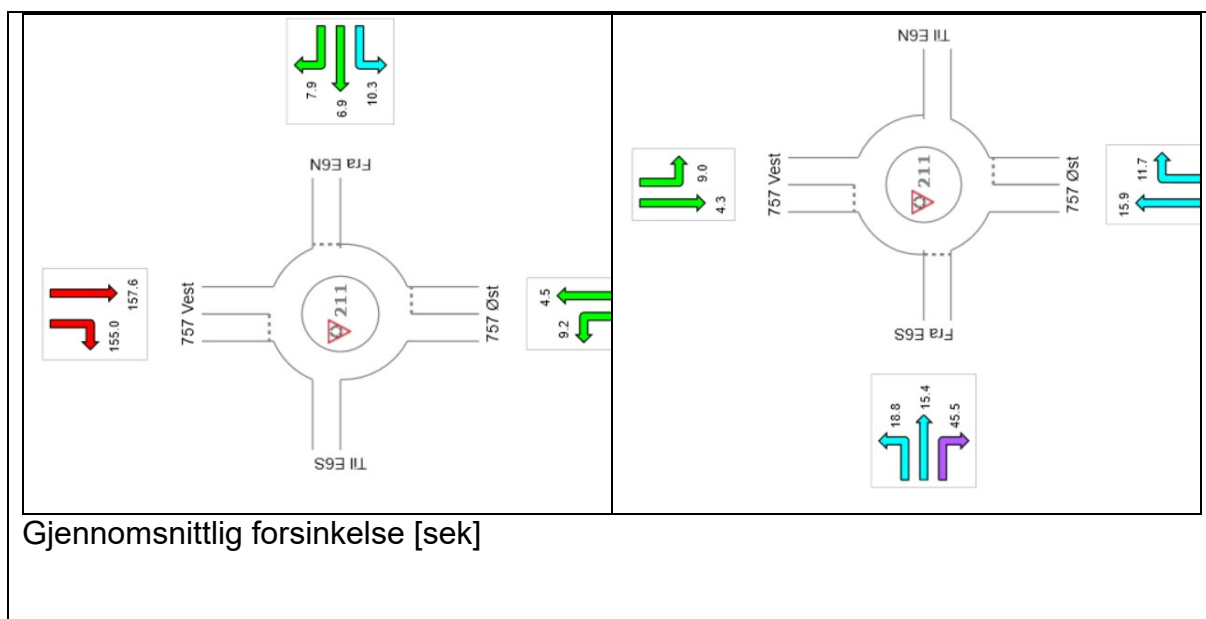 7.9
6.9
10.3
Fra E6N
757 Vest
757 Øst
211
Til E6S
157.6
155.0
4.5
9.2
Til E6N
757 Vest
757 Øst
211
Fra E6S
9.0
4.3
11.7
15.9
18.8
15.4
45.5
Gjennomsnittlig forsinkelse [sek]